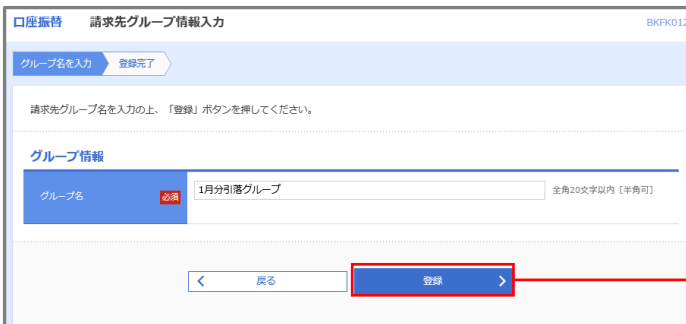 口座振替 請求先グループ情報入力 BKFK012
グループ名を入力 登録完了
請求先グループ名を入力の上、「登録」ボタンを押してください。
グループ情報
グループ名 必須 1月分引落グループ 全角20文字以内 [半角可]
戻る 登録